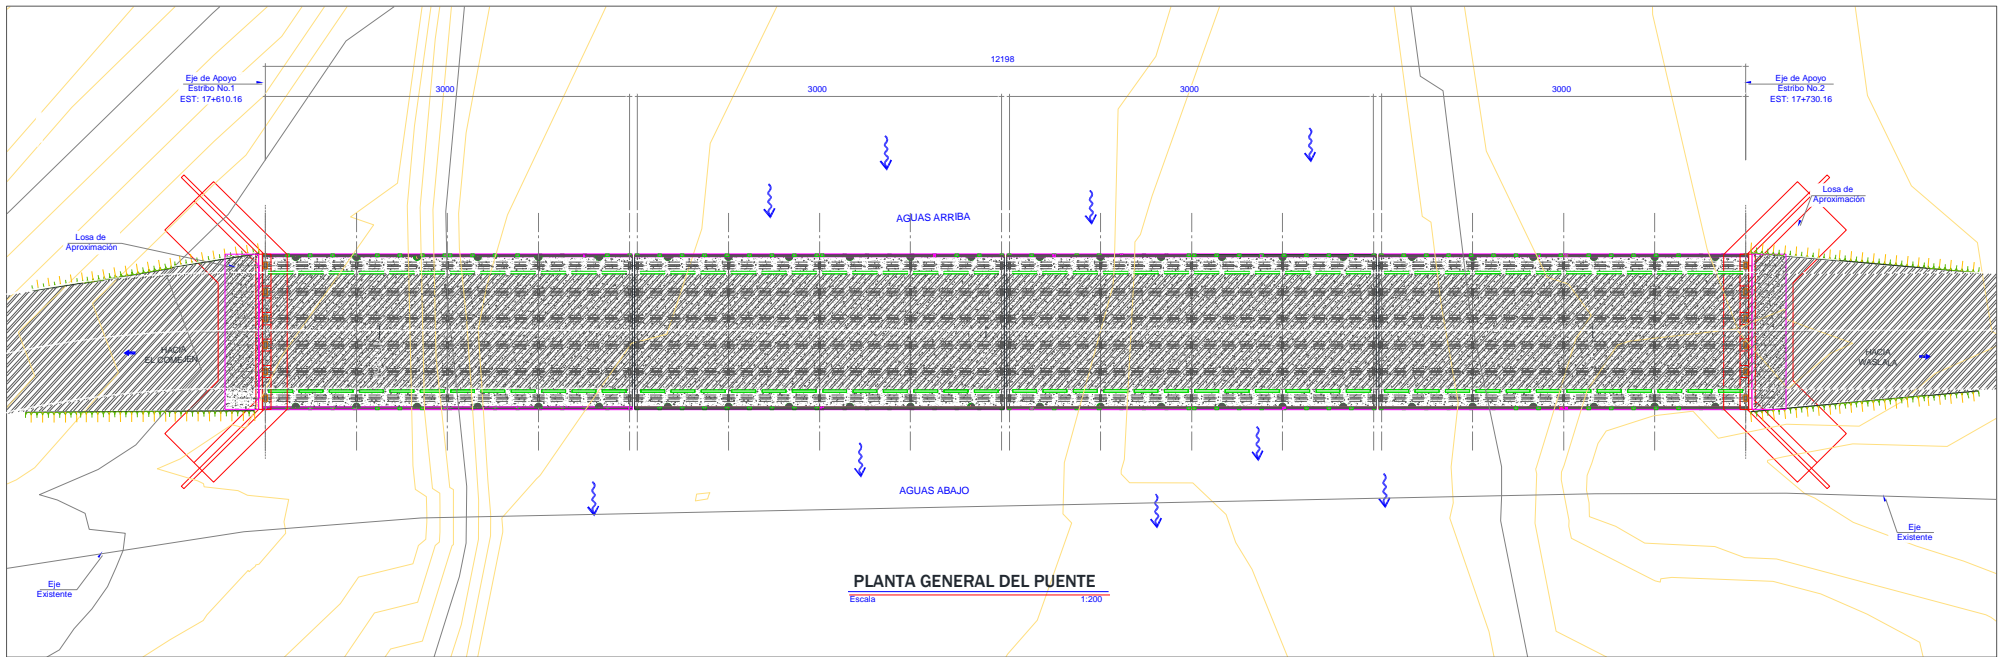 12198
Eje de Apoyo
Estribo No.1
EST: 17+610.16
3000
3000
3000
3000
Eje de Apoyo
Estribo No.2
EST: 17+730.16
Losa de
Aproximación
AGUAS ARRIBA
Losa de
Aproximación
HACIA
EL COMEJEN
HACIA
WASLALA
AGUAS ABAJO
Eje
Existente
Eje
Existente
PLANTA GENERAL DEL PUENTE
Escala 1:200